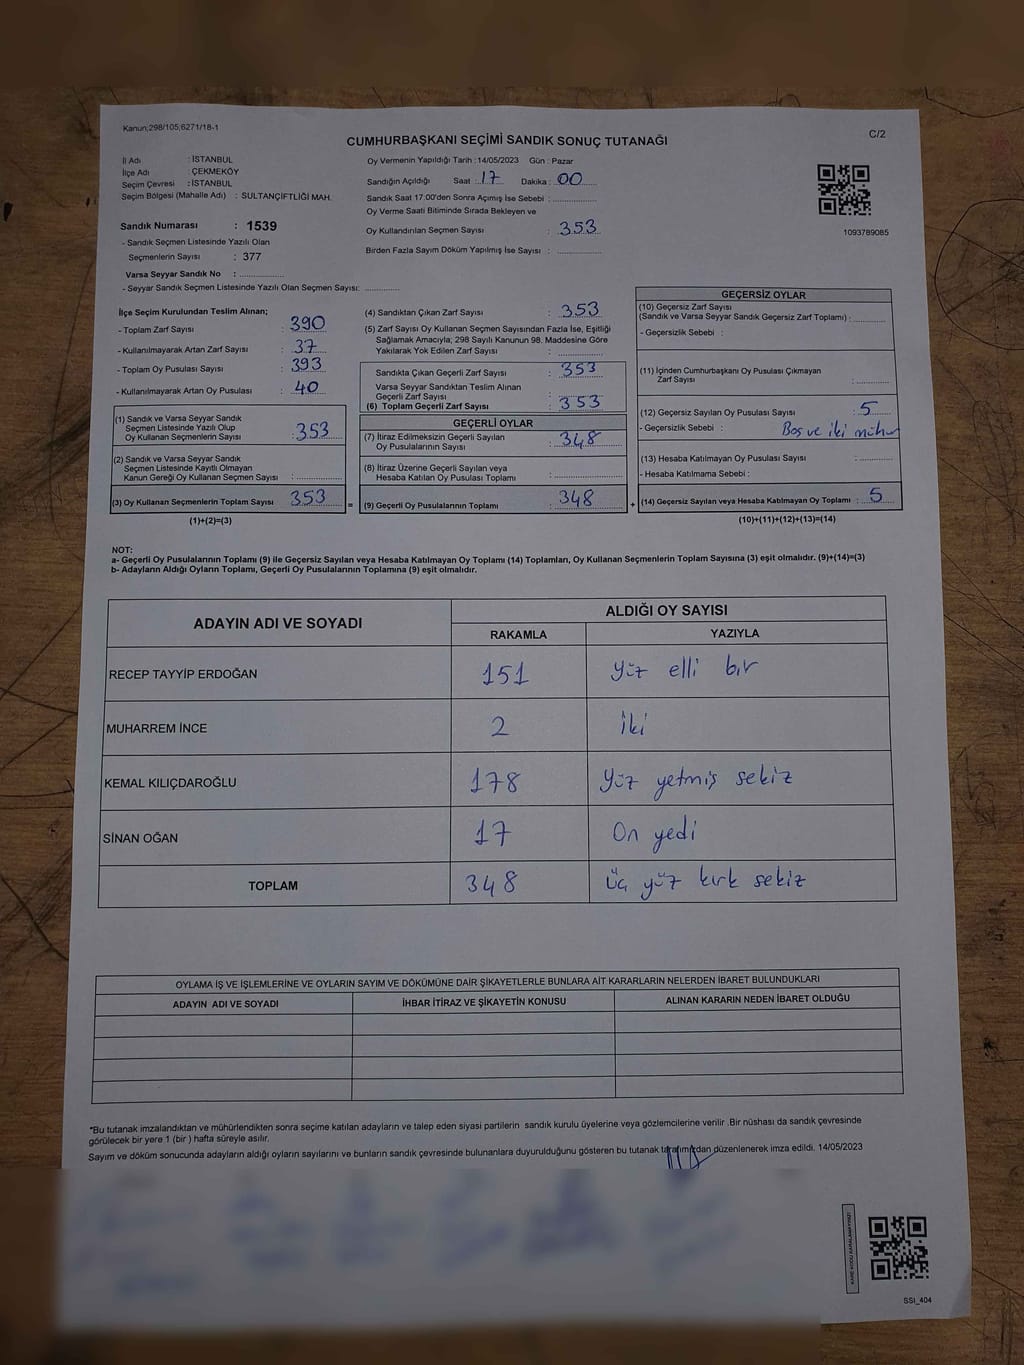 Kanun;298/105;6271/18-1
C/2
CUMHURBAŞKANI SEÇİMİ SANDIK SONUÇ TUTANAĞI
İl Adı : İSTANBUL
İlçe Adı : ÇEKMEKÖY
Seçim Çevresi : İSTANBUL
Seçim Bölgesi (Mahalle Adı) : SULTANÇİFTLİĞİ MAH.
Sandık Numarası : 1539
- Sandık Seçmen Listesinde Yazılı Olan
Seçmenlerin Sayısı : 377
Varsa Seyyar Sandık No : ..............
- Seyyar Sandık Seçmen Listesinde Yazılı Olan Seçmen Sayısı: ............
Oy Vermenin Yapıldığı Tarih : 14/05/2023 Gün : Pazar
Sandığın Açıldığı Saat : 17 Dakika : 00
Sandık Saat 17.00'den Sonra Açımış İse Sebebi : ..............
Oy Verme Saati Bitiminde Sırada Bekleyen ve
Oy Kullandırılan Seçmen Sayısı : 353
Birden Fazla Sayım Döküm Yapılmış İse Sayısı : ..............
1093789085
İlçe Seçim Kurulundan Teslim Alınan;
- Toplam Zarf Sayısı : 390
- Kullanılmayarak Artan Zarf Sayısı : 37
- Toplam Oy Pusulası Sayısı : 393
- Kullanılmayarak Artan Oy Pusulası : 40
(1) Sandık ve Varsa Seyyar Sandık
Seçmen Listesinde Yazılı Olup
Oy Kullanan Seçmenlerin Sayısı : 353
(2) Sandık ve Varsa Seyyar Sandık
Seçmen Listesinde Kayıtlı Olmayan
Kanun Gereği Oy Kullanan Seçmen Sayısı : ..............
(3) Oy Kullanan Seçmenlerin Toplam Sayısı 353 =
(1)+(2)=(3)
(4) Sandıktan Çıkan Zarf Sayısı : 353
(5) Zarf Sayısı Oy Kullanan Seçmen Sayısından Fazla İse, Eşitliği
Sağlamak Amacıyla; 298 Sayılı Kanunun 98. Maddesine Göre
Yakılarak Yok Edilen Zarf Sayısı : ..............
Sandıkta Çıkan Geçerli Zarf Sayısı : 353
Varsa Seyyar Sandıktan Teslim Alınan
Geçerli Zarf Sayısı : ..............
(6) Toplam Geçerli Zarf Sayısı : 353
GEÇERLİ OYLAR
(7) İtiraz Edilmeksizin Geçerli Sayılan
Oy Pusulalarının Sayısı : 348
(8) İtiraz Üzerine Geçerli Sayılan veya
Hesaba Katılan Oy Pusulası Toplamı : ..............
(9) Geçerli Oy Pusulalarının Toplamı : 348 +
GEÇERSİZ OYLAR
(10) Geçersiz Zarf Sayısı
(Sandık ve Varsa Seyyar Sandık Geçersiz Zarf Toplamı) : ............
- Geçersizlik Sebebi :
(11) İçinden Cumhurbaşkanı Oy Pusulası Çıkmayan
Zarf Sayısı : ............
(12) Geçersiz Sayılan Oy Pusulası Sayısı : 5
- Geçersizlik Sebebi : Boş ve iki mühür
(13) Hesaba Katılmayan Oy Pusulası Sayısı : ............
- Hesaba Katılmama Sebebi :
(14) Geçersiz Sayılan veya Hesaba Katılmayan Oy Toplamı : 5
(10)+(11)+(12)+(13)=(14)
NOT:
a- Geçerli Oy Pusulalarının Toplamı (9) ile Geçersiz Sayılan veya Hesaba Katılmayan Oy Toplamı (14) Toplamları, Oy Kullanan Seçmenlerin Toplam Sayısına (3) eşit olmalıdır. (9)+(14)=(3)
b- Adayların Aldığı Oyların Toplamı, Geçerli Oy Pusulalarının Toplamına (9) eşit olmalıdır.
ADAYIN ADI VE SOYADI ALDIĞI OY SAYISI
RAKAMLA YAZIYLA
RECEP TAYYİP ERDOĞAN 151 yüz elli bir
MUHARREM İNCE 2 iki
KEMAL KILIÇDAROĞLU 178 yüz yetmiş sekiz
SİNAN OĞAN 17 On yedi
TOPLAM 348 üç yüz kırk sekiz
OYLAMA İŞ VE İŞLEMLERİNE VE OYLARIN SAYIM VE DÖKÜMÜNE DAİR ŞİKAYETLERLE BUNLARA AİT KARARLARIN NELERDEN İBARET BULUNDUKLARI
ADAYIN ADI VE SOYADI İHBAR İTİRAZ VE ŞİKAYETİN KONUSU ALINAN KARARIN NEDEN İBARET OLDUĞU
*Bu tutanak imzalandıktan ve mühürlendikten sonra seçime katılan adayların ve talep eden siyasi partilerin sandık kurulu üyelerine veya gözlemcilerine verilir .Bir nüshası da sandık çevresinde
görülecek bir yere 1 (bir ) hafta süreyle asılır.
Sayım ve döküm sonucunda adayların aldığı oyların sayılarını ve bunların sandık çevresinde bulunanlara duyurulduğunu gösteren bu tutanak tarafımızdan düzenlenerek imza edildi. 14/05/2023
KARE KODU KARALAMAYINIZ!
SSI_404